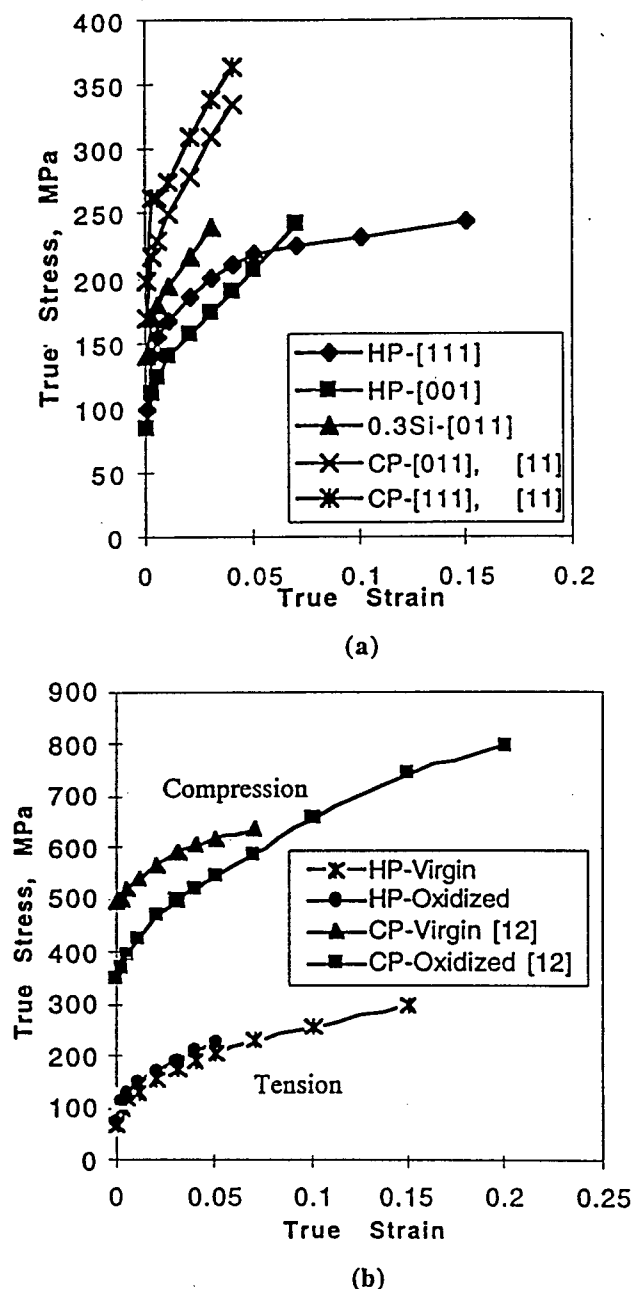 400
350
300
250
200
150
100
50
0
True Stress, MPa
HP-[111]
HP-[001]
0.3Si-[011]
CP-[011], [11]
CP-[111], [11]
0 0.05 0.1 0.15 0.2
True Strain
(a)
900
800
700
600
500
400
300
200
100
0
True Stress, MPa
Compression
HP-Virgin
HP-Oxidized
CP-Virgin [12]
CP-Oxidized [12]
Tension
0 0.05 0.1 0.15 0.2 0.25
True Strain
(b)